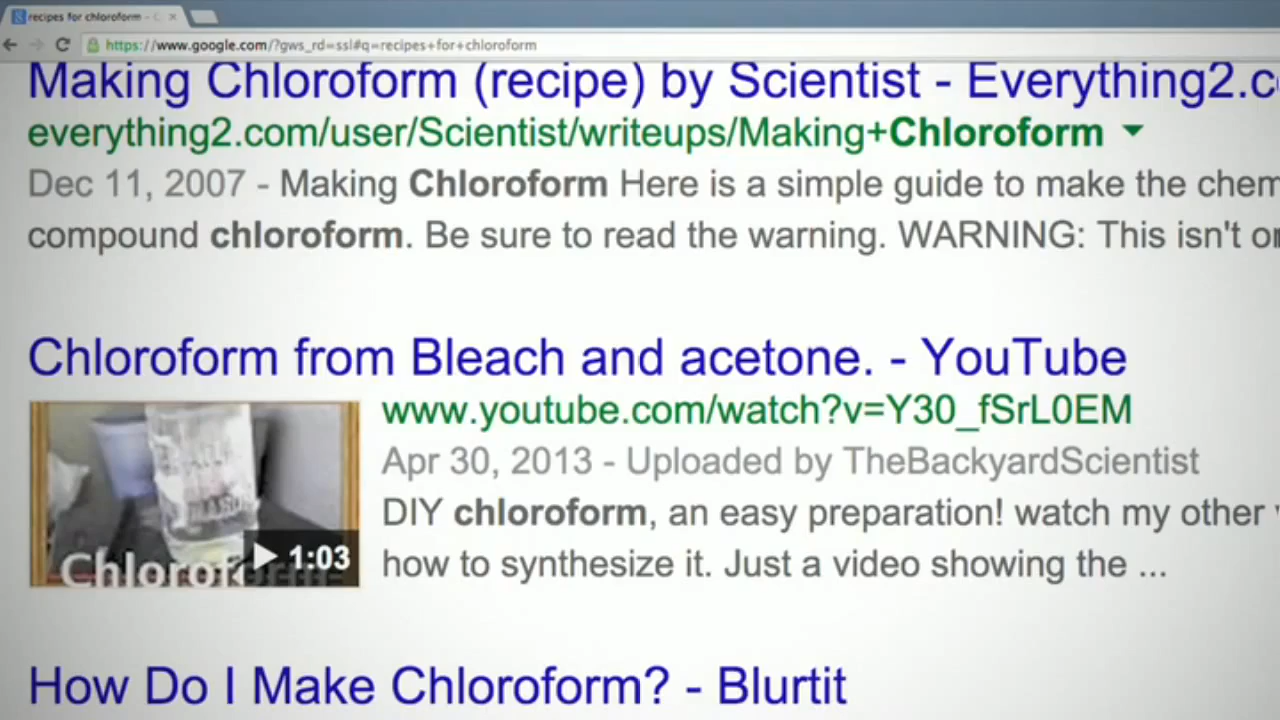 recipes for chloroform -
https://www.google.com/?gws_rd=ssl#q=recipes+for+chloroform
Making Chloroform (recipe) by Scientist - Everything2.c
everything2.com/user/Scientist/writeups/Making+Chloroform
Dec 11, 2007 - Making Chloroform Here is a simple guide to make the chem
compound chloroform. Be sure to read the warning. WARNING: This isn't
Chloroform from Bleach and acetone. - YouTube
www.youtube.com/watch?v=Y30_fSrL0EM
Apr 30, 2013 - Uploaded by TheBackyardScientist
DIY chloroform, an easy preparation! watch my other
how to synthesize it. Just a video showing the ...
Chloroform
1:03
How Do I Make Chloroform? - Blurtit